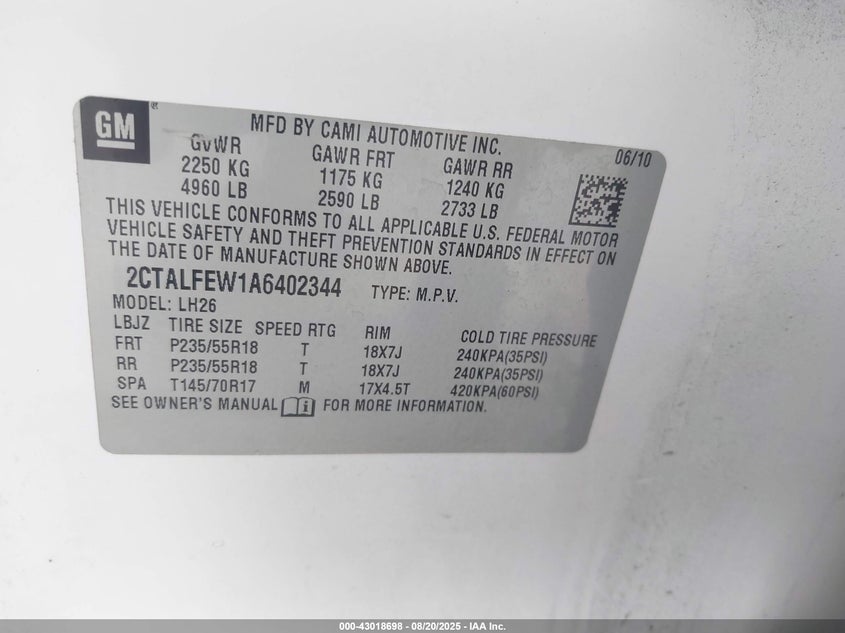 GM
®
MFD BY CAMI AUTOMOTIVE INC.
06/10
GVWR GAWR FRT GAWR RR
2250 KG 1175 KG 1240 KG
4960 LB 2590 LB 2733 LB
THIS VEHICLE CONFORMS TO ALL APPLICABLE U.S. FEDERAL MOTOR
VEHICLE SAFETY AND THEFT PREVENTION STANDARDS IN EFFECT ON
THE DATE OF MANUFACTURE SHOWN ABOVE.
2CTALFEW1A6402344 TYPE: M.P.V.
MODEL: LH26
LBJZ TIRE SIZE SPEED RTG RIM COLD TIRE PRESSURE
FRT P235/55R18 T 18X7J 240KPA(35PSI)
RR P235/55R18 T 18X7J 240KPA(35PSI)
SPA T145/70R17 M 17X4.5T 420KPA(60PSI)
SEE OWNER'S MANUAL i FOR MORE INFORMATION.
000-43018698 - 08/20/2025 - IAA Inc.